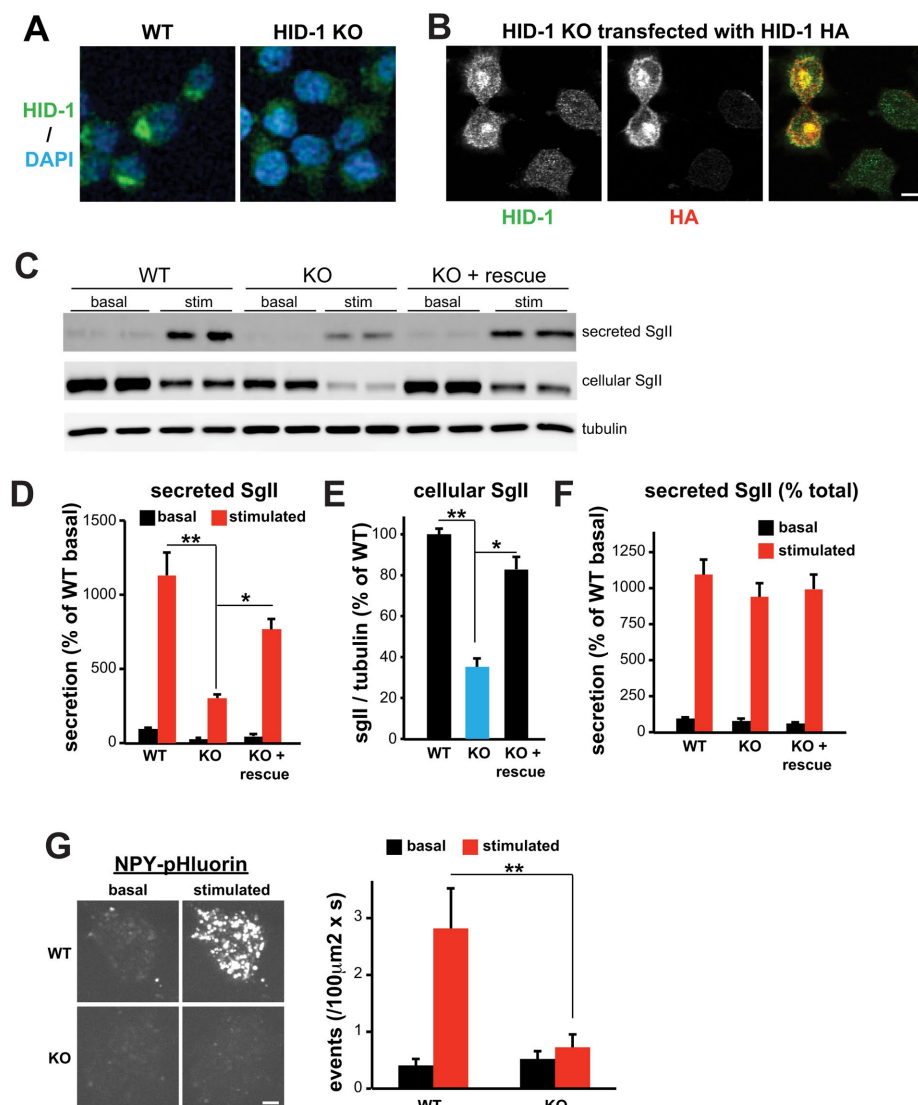 A
WT
HID-1 KO
HID-1
/
DAPI
B
HID-1 KO transfected with HID-1 HA
HID-1
HA
C
WT
KO
KO + rescue
basal
stim
basal
stim
basal
stim
secreted SgII
cellular SgII
tubulin
D
secreted SgII
basal
stimulated
**
*
secretion (% of WT basal)
1500
1000
500
0
WT
KO
KO +
rescue
E
cellular SgII
**
*
sgII / tubulin (% of WT)
100
80
60
40
20
0
WT
KO
KO +
rescue
F
secreted SgII (% total)
basal
stimulated
secretion (% of WT basal)
1250
1000
750
500
250
0
WT
KO
KO +
rescue
G
NPY-pHluorin
basal
stimulated
WT
KO
basal
stimulated
**
events (/100µm2 x s)
3
2
1
0
WT
KO